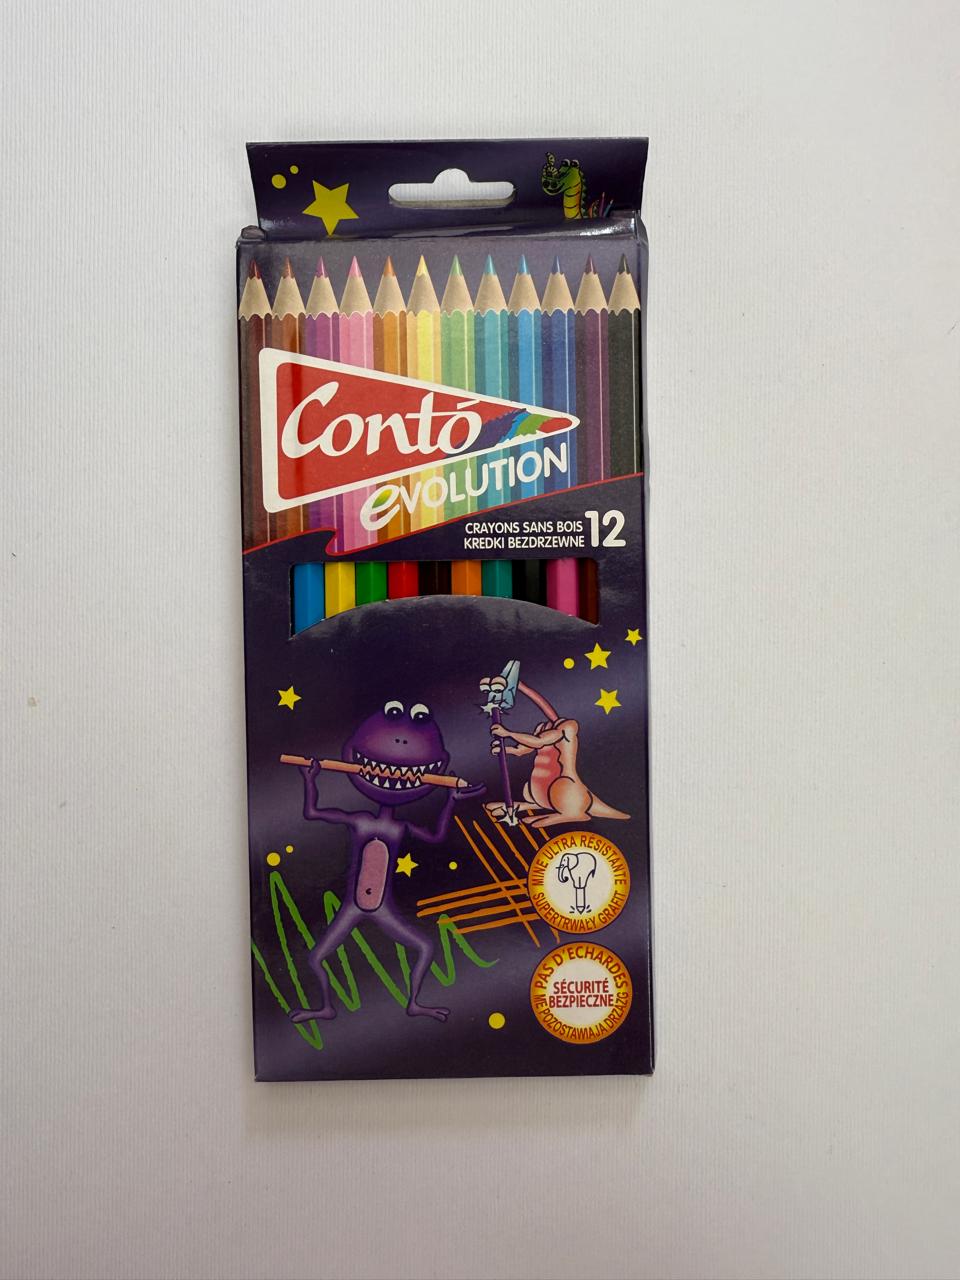 Contó
eVOLUTION
CRAYONS SANS BOIS
KREDKI BEZDRZEWNE
12
MINE ULTRA RÉSISTANTE
SUPERTRWAŁY GRAFIT
PAS D'ECHARDES
SÉCURITÉ
BEZPIECZNE
NIE POZOSTAWIAJĄ DRZAZG